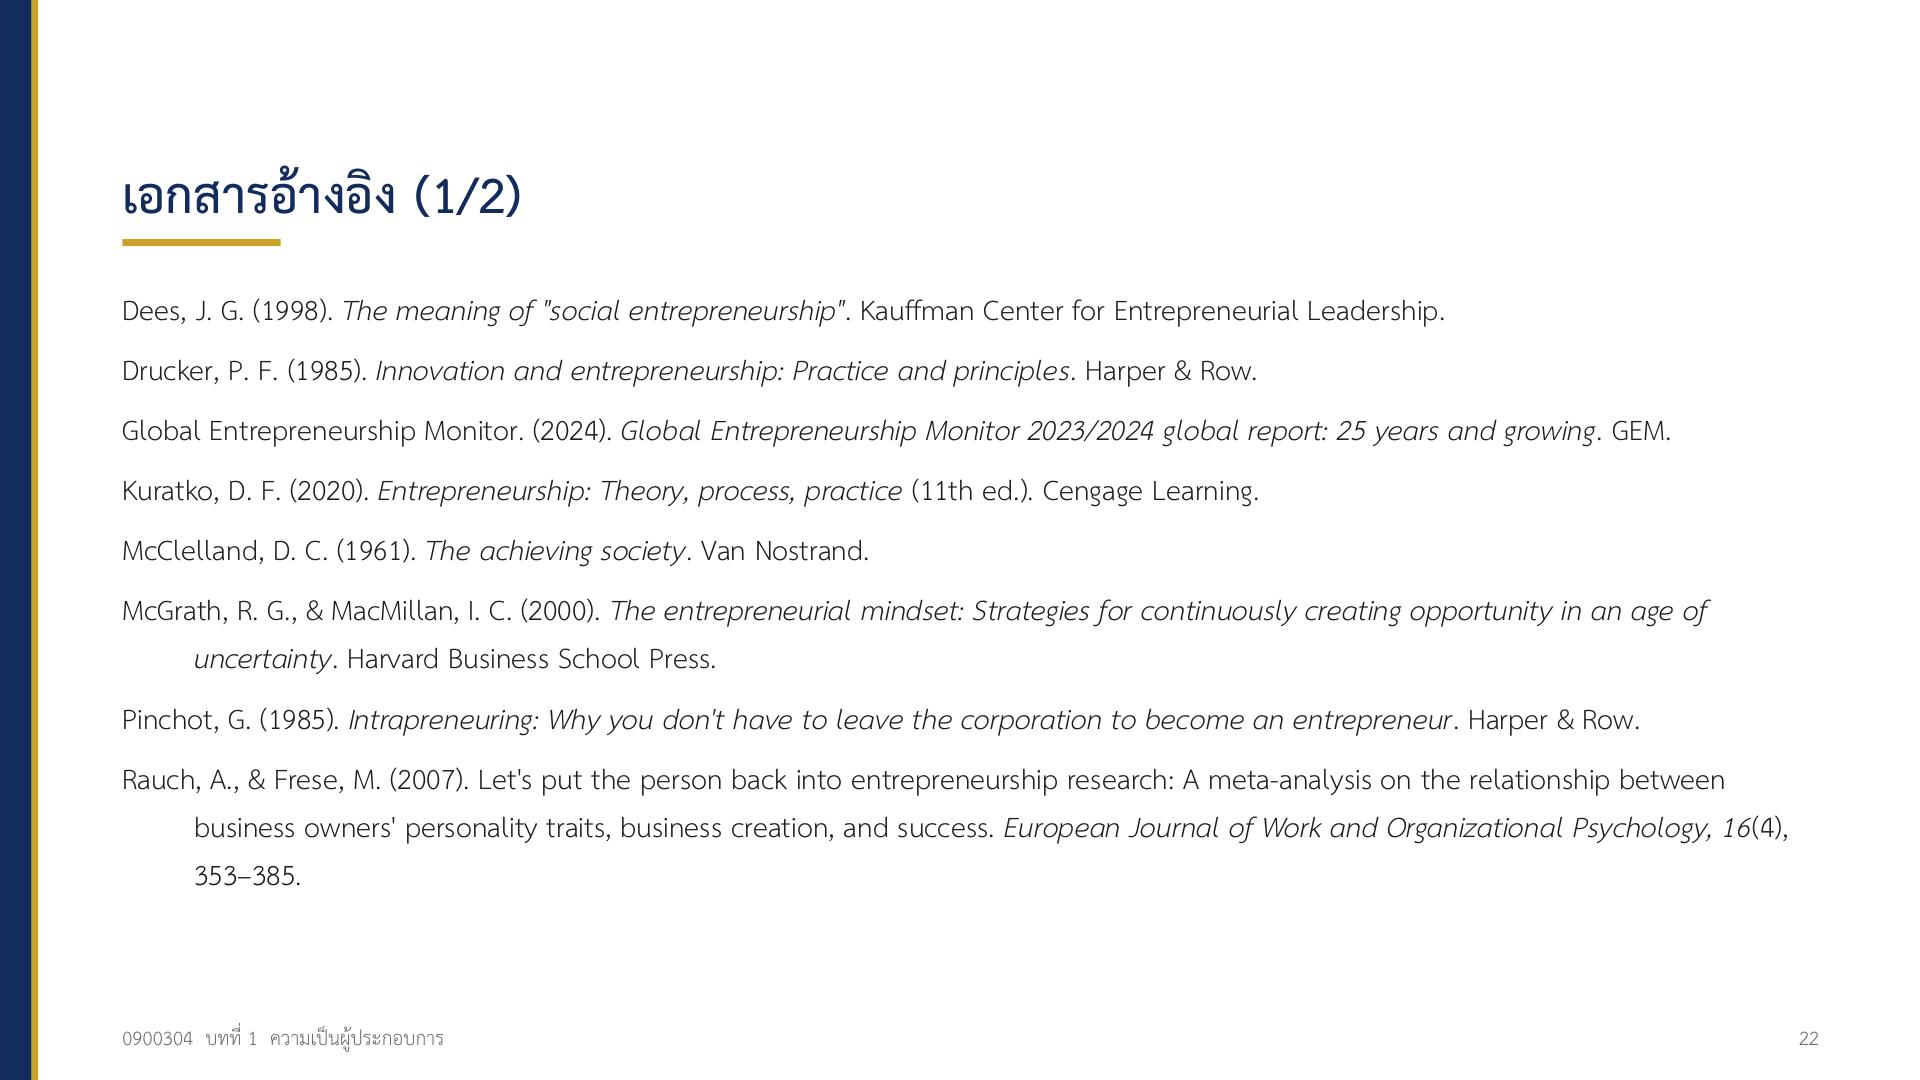 เอกสารอ้างอิง (1/2)
Dees, J. G. (1998). The meaning of "social entrepreneurship". Kauffman Center for Entrepreneurial Leadership.
Drucker, P. F. (1985). Innovation and entrepreneurship: Practice and principles. Harper & Row.
Global Entrepreneurship Monitor. (2024). Global Entrepreneurship Monitor 2023/2024 global report: 25 years and growing. GEM.
Kuratko, D. F. (2020). Entrepreneurship: Theory, process, practice (11th ed.). Cengage Learning.
McClelland, D. C. (1961). The achieving society. Van Nostrand.
McGrath, R. G., & MacMillan, I. C. (2000). The entrepreneurial mindset: Strategies for continuously creating opportunity in an age of
uncertainty. Harvard Business School Press.
Pinchot, G. (1985). Intrapreneuring: Why you don't have to leave the corporation to become an entrepreneur. Harper & Row.
Rauch, A., & Frese, M. (2007). Let's put the person back into entrepreneurship research: A meta-analysis on the relationship between
business owners' personality traits, business creation, and success. European Journal of Work and Organizational Psychology, 16(4),
353–385.
0900304 บทที่ 1 ความเป็นผู้ประกอบการ
22